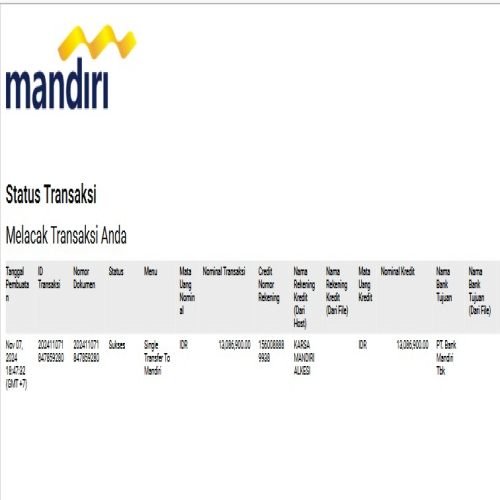 mandiri
Status Transaksi
Melacak Transaksi Anda
Tanggal Pembuatan
ID Transaksi
Nomor Dokumen
Status
Menu
Mata Uang Nominal
Nominal Transaksi
Credit Nomor Rekening
Nama Rekening Kredit (Dari Host)
Nama Rekening Kredit (Dari File)
Mata Uang Kredit
Nominal Kredit
Nama Bank Tujuan
Nama Bank Tujuan (Dari File)
Nov 07, 2024 18:47:32 (GMT +7)
202411071847859280
202411071847859280
Sukses
Single Transfer To Mandiri
IDR
13,086,900.00
1560088889938
KARSA MANDIRI ALKESI
IDR
13,086,900.00
PT. Bank Mandiri Tbk